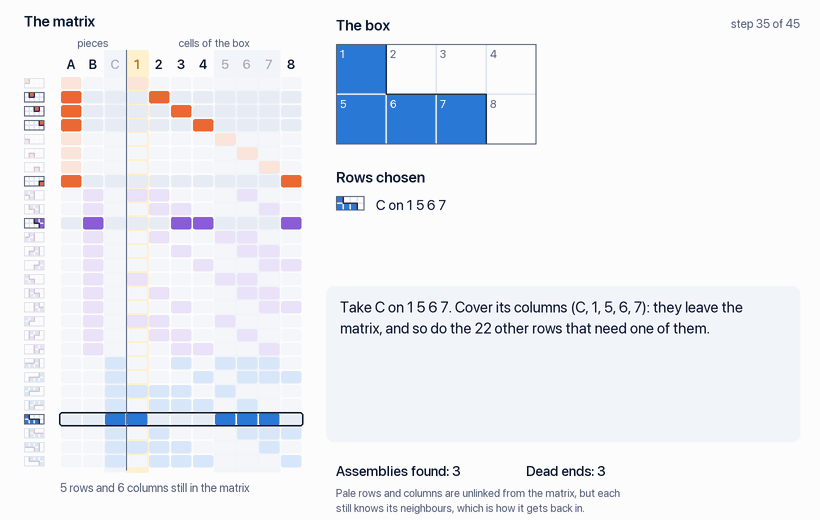 The matrix
pieces
cells of the box
A B C 1 2 3 4 5 6 7 8
5 rows and 6 columns still in the matrix
The box
step 35 of 45
1 2 3 4
5 6 7 8
Rows chosen
C on 1 5 6 7
Take C on 1 5 6 7. Cover its columns (C, 1, 5, 6, 7): they leave the
matrix, and so do the 22 other rows that need one of them.
Assemblies found: 3
Dead ends: 3
Pale rows and columns are unlinked from the matrix, but each
still knows its neighbours, which is how it gets back in.